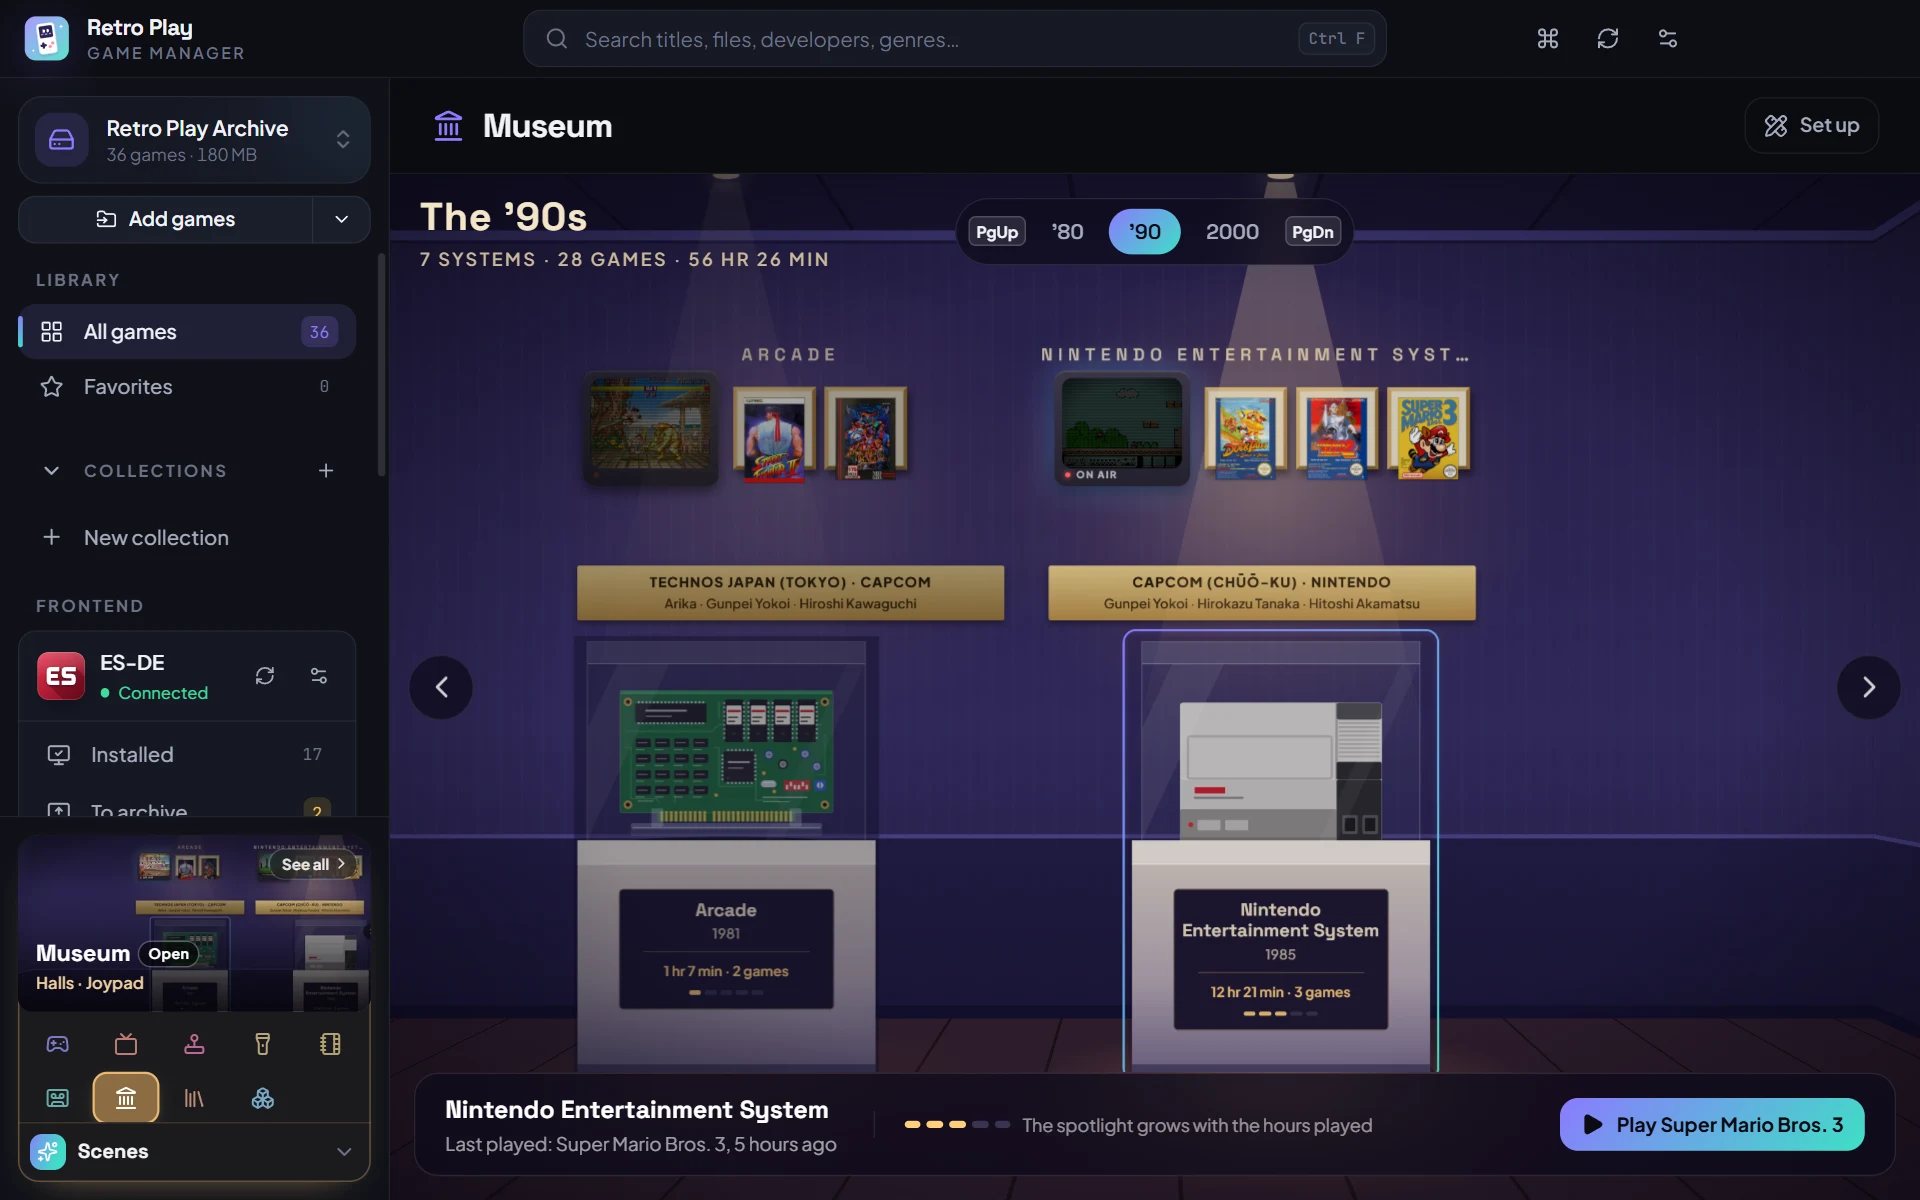 Retro Play
GAME MANAGER
Search titles, files, developers, genres...
Ctrl F
Retro Play Archive
36 games · 180 MB
Add games
LIBRARY
All games
36
Favorites
0
COLLECTIONS
New collection
FRONTEND
ES
ES-DE
Connected
Installed
17
To archive
2
See all
Museum
Open
Halls · Joypad
Scenes
Museum
Set up
The ’90s
7 SYSTEMS · 28 GAMES · 56 HR 26 MIN
PgUp
’80
’90
2000
PgDn
ARCADE
NINTENDO ENTERTAINMENT SYST…
ON AIR
SUPER MARIO BROS. 3
TECHNOS JAPAN (TOKYO) · CAPCOM
Arika · Gunpei Yokoi · Hiroshi Kawaguchi
CAPCOM (CHŪŌ-KU) · NINTENDO
Gunpei Yokoi · Hirokazu Tanaka · Hitoshi Akamatsu
Arcade
1981
1 hr 7 min · 2 games
Nintendo
Entertainment System
1985
12 hr 21 min · 3 games
Nintendo Entertainment System
Last played: Super Mario Bros. 3, 5 hours ago
The spotlight grows with the hours played
Play Super Mario Bros. 3